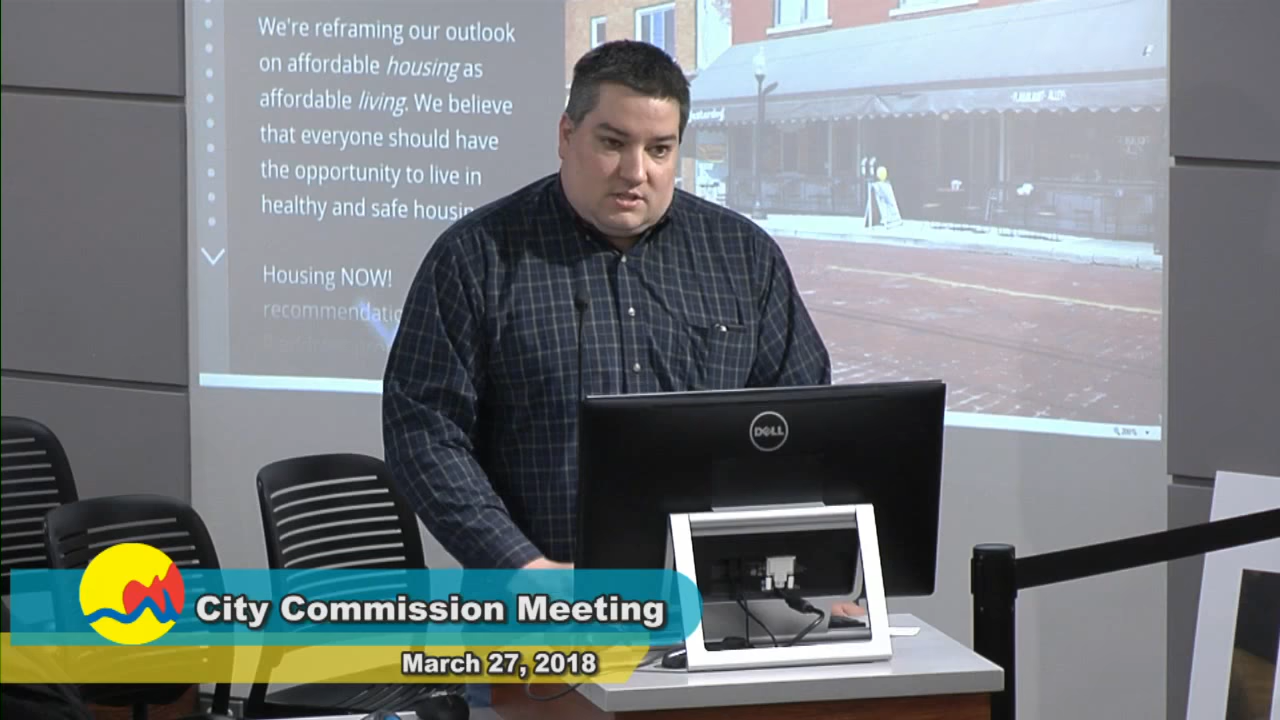 We're reframing our outlook
on affordable housing as
affordable living. We believe
that everyone should have
the opportunity to live in
healthy and safe housin
Housing NOW!
recommendatio
DELL
City Commission Meeting
March 27, 2018